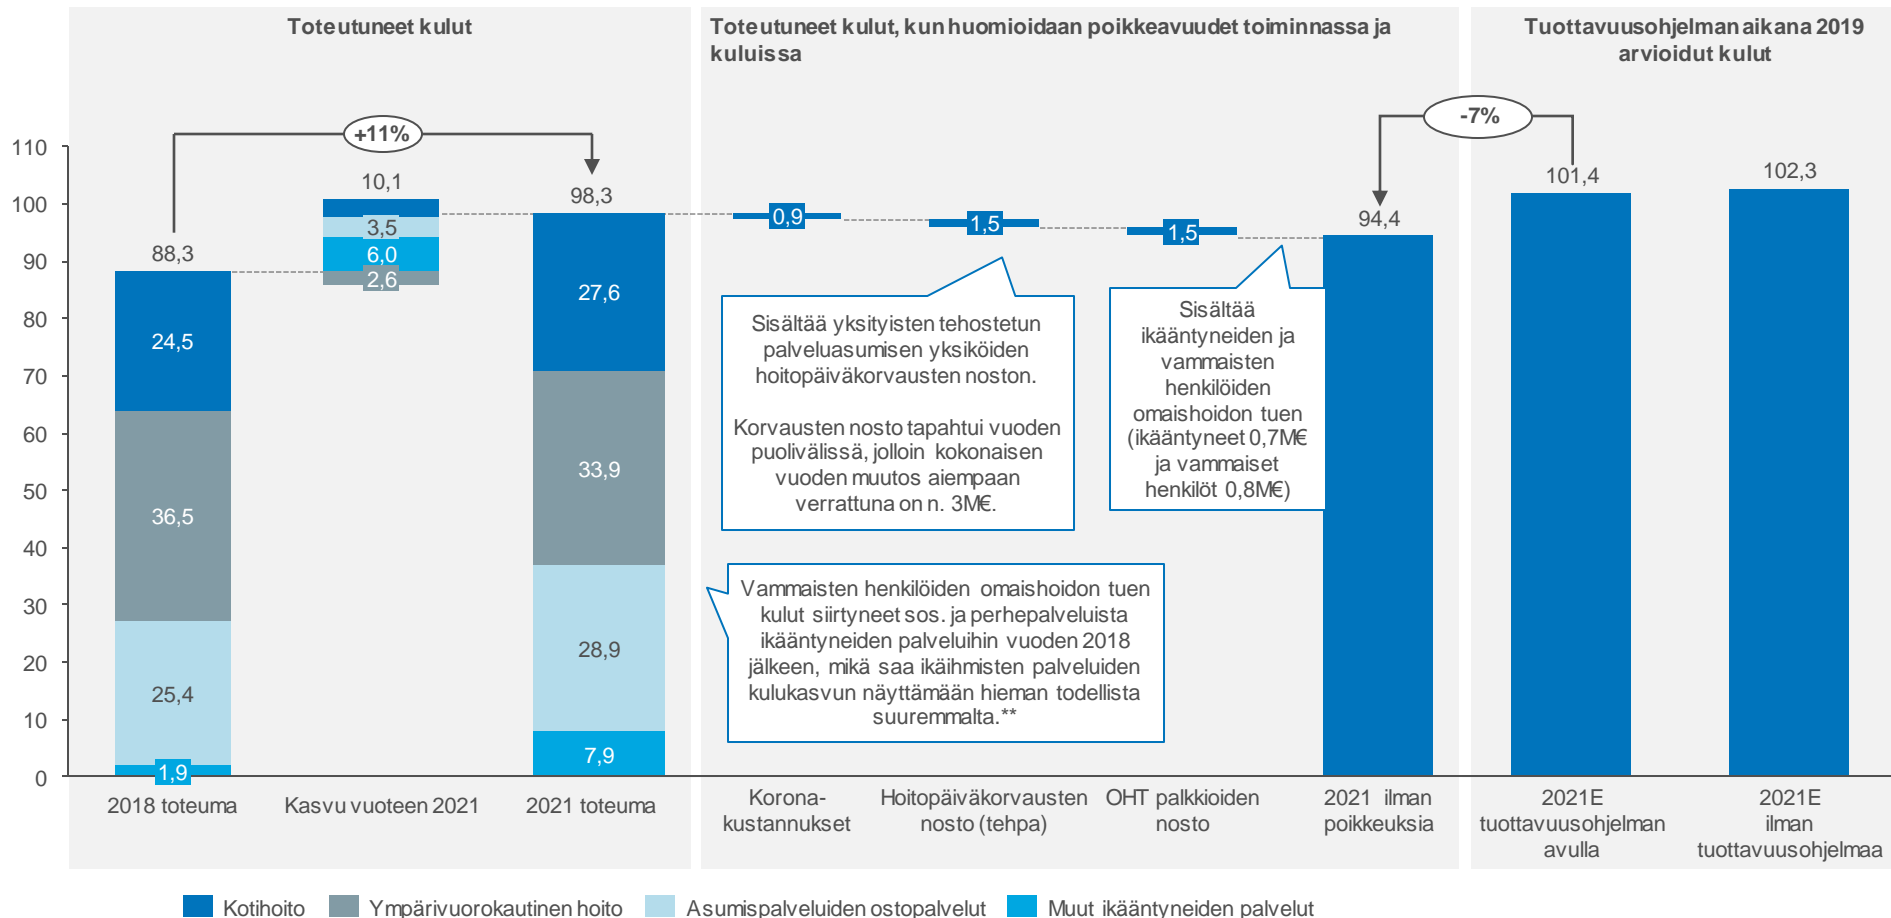 Toteutuneet kulut
Toteutuneet kulut, kun huomioidaan poikkeavuudet toiminnassa ja
kuluissa
Tuottavuusohjelman aikana 2019
arvioidut kulut
+11%
-7%
110
100
90
80
70
60
50
40
30
20
10
0
88,3
24,5
36,5
25,4
1,9
10,1
3,5
6,0
2,6
98,3
27,6
33,9
28,9
7,9
0,9
1,5
1,5
94,4
101,4
102,3
Sisältää yksityisten tehostetun
palveluasumisen yksiköiden
hoitopäiväkorvausten noston.
Korvausten nosto tapahtui vuoden
puolivälissä, jolloin kokonaisen
vuoden muutos aiempaan
verrattuna on n. 3M€.
Sisältää
ikääntyneiden ja
vammaisten
henkilöiden
omaishoidon tuen
(ikääntyneet 0,7M€
ja vammaiset
henkilöt 0,8M€)
Vammaisten henkilöiden omaishoidon tuen
kulut siirtyneet sos. ja perhepalveluista
ikääntyneiden palveluihin vuoden 2018
jälkeen, mikä saa ikäihmisten palveluiden
kulukasvun näyttämään hieman todellista
suuremmalta.**
2018 toteuma
Kasvu vuoteen 2021
2021 toteuma
Korona-
kustannukset
Hoitopäiväkorvausten
nosto (tehpa)
OHT palkkioiden
nosto
2021 ilman
poikkeuksia
2021E
tuottavuusohjelman
avulla
2021E
ilman
tuottavuusohjelmaa
Kotihoito
Ympärivuorokautinen hoito
Asumispalveluiden ostopalvelut
Muut ikääntyneiden palvelut